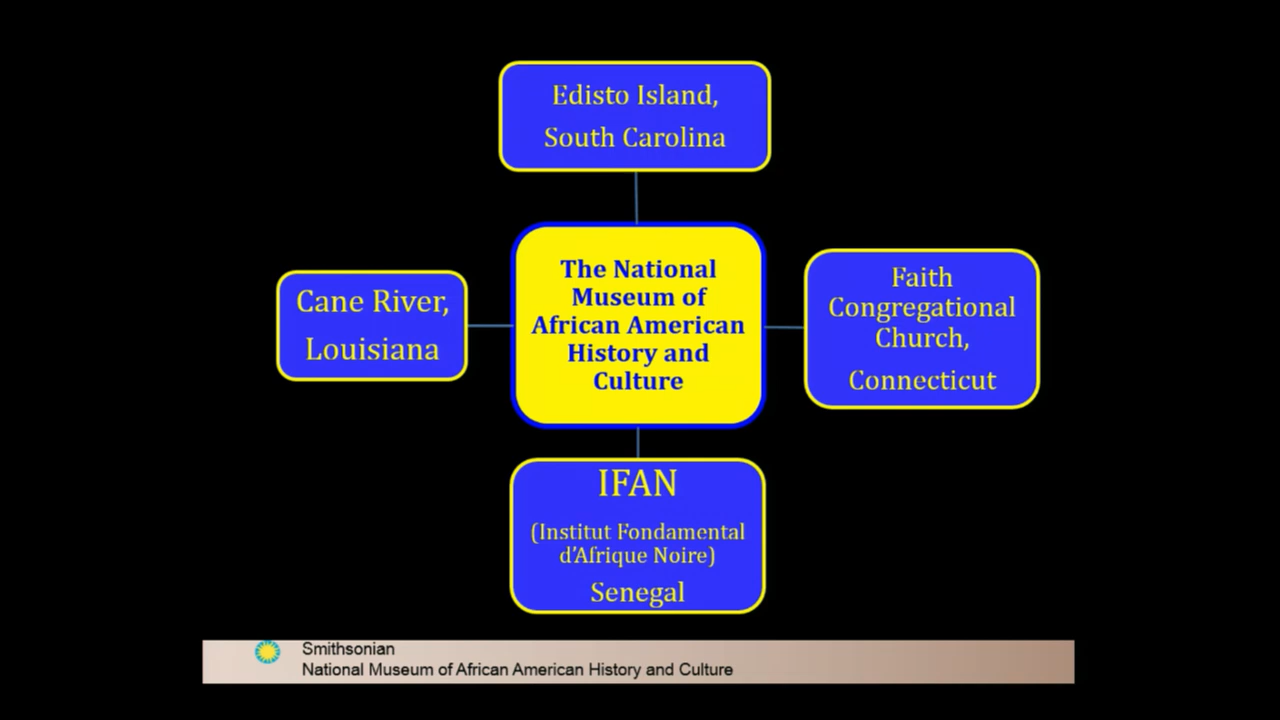 Edisto Island,
South Carolina
The National
Museum of
African American
History and
Culture
Cane River,
Louisiana
Faith
Congregational
Church,
Connecticut
IFAN
(Institut Fondamental
d'Afrique Noire)
Senegal
Smithsonian
National Museum of African American History and Culture